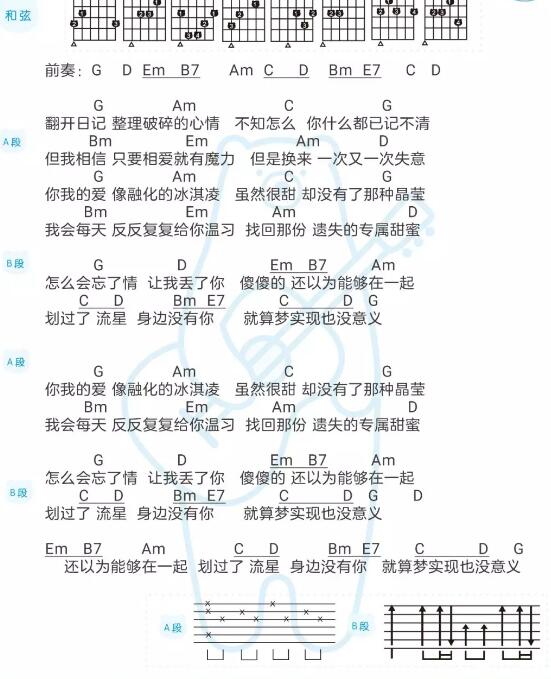 和弦
前奏: G D Em B7 Am C D Bm E7 C D
G Am C G
翻开日记 整理破碎的心情 不知怎么 你什么都已记不清
A段
Bm Em Am D
但我相信 只要相爱就有魔力 但是换来 一次又一次失意
G Am C G
你我的爱 像融化的冰淇凌 虽然很甜 却没有了那种晶莹
Bm Em Am D
我会每天 反反复复给你温习 找回那份 遗失的专属甜蜜
B段
G D Em B7 Am
怎么会忘了情 让我丢了你 傻傻的 还以为能够在一起
C D Bm E7 C D G
划过了 流星 身边没有你 就算梦实现也没意义
A段
G Am C G
你我的爱 像融化的冰淇凌 虽然很甜 却没有了那种晶莹
Bm Em Am D
我会每天 反反复复给你温习 找回那份 遗失的专属甜蜜
G D Em B7 Am
怎么会忘了情 让我丢了你 傻傻的 还以为能够在一起
B段
C D Bm E7 C D G D
划过了 流星 身边没有你 就算梦实现也没意义
Em B7 Am C D Bm E7 C D G
还以为能够在一起 划过了 流星 身边没有你 就算梦实现也没意义
A段
B段